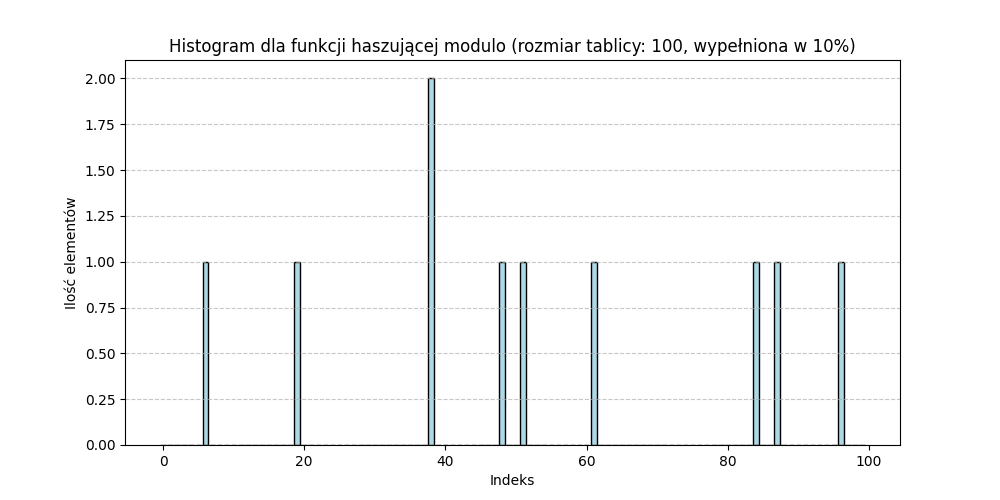 Histogram dla funkcji haszującej modulo (rozmiar tablicy: 100, wypełniona w 10%)
2.00
1.75
1.50
1.25
1.00
0.75
0.50
0.25
0.00
Ilość elementów
0 20 40 60 80 100
Indeks